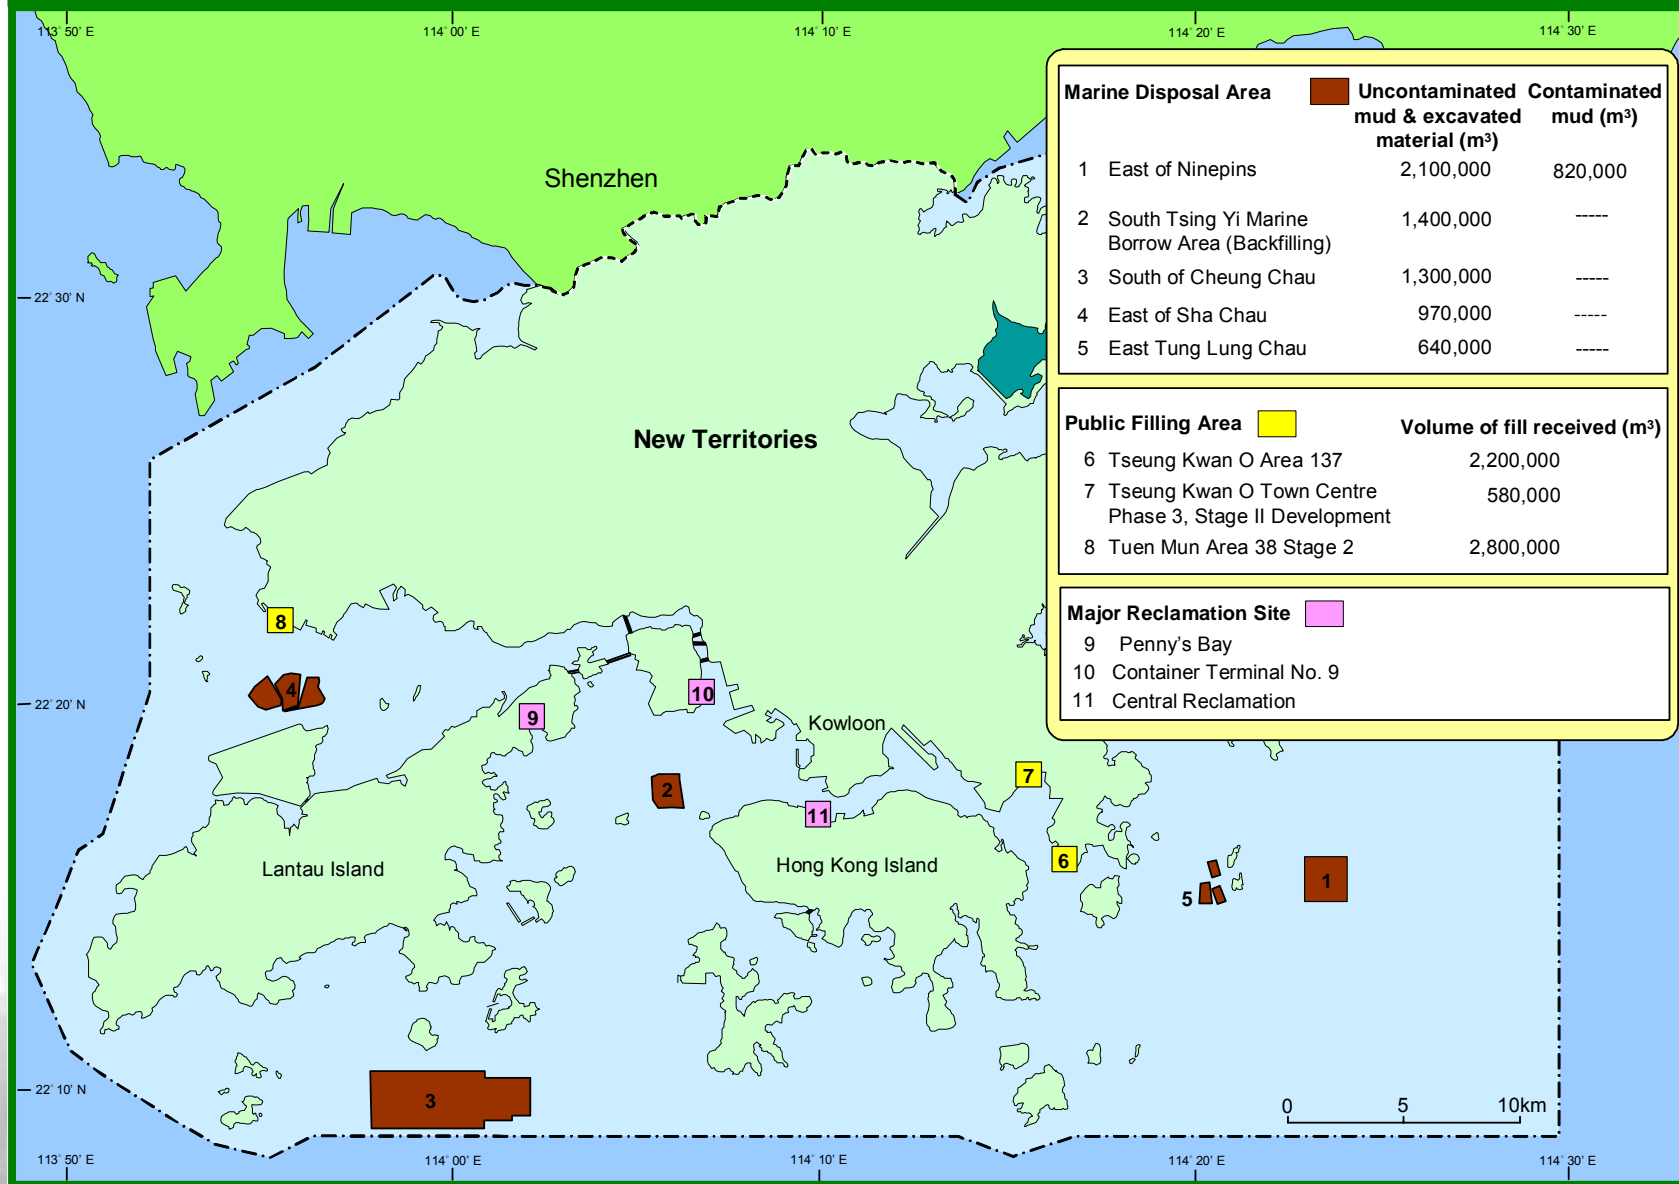 113° 50' E
114° 00' E
114° 10' E
114° 20' E
114° 30' E
Marine Disposal Area
Uncontaminated mud & excavated material (m³)
Contaminated mud (m³)
1 East of Ninepins 2,100,000 820,000
2 South Tsing Yi Marine 1,400,000 -----
Borrow Area (Backfilling)
3 South of Cheung Chau 1,300,000 -----
4 East of Sha Chau 970,000 -----
5 East Tung Lung Chau 640,000 -----
Public Filling Area
Volume of fill received (m³)
6 Tseung Kwan O Area 137 2,200,000
7 Tseung Kwan O Town Centre 580,000
Phase 3, Stage II Development
8 Tuen Mun Area 38 Stage 2 2,800,000
Major Reclamation Site
9 Penny's Bay
10 Container Terminal No. 9
11 Central Reclamation
Shenzhen
22° 30' N
New Territories
8
22° 20' N
4
10
9
Kowloon
7
2
11
6
Lantau Island
Hong Kong Island
1
5
22° 10' N
3
0 5 10km
113° 50' E
114° 00' E
114° 10' E
114° 20' E
114° 30' E